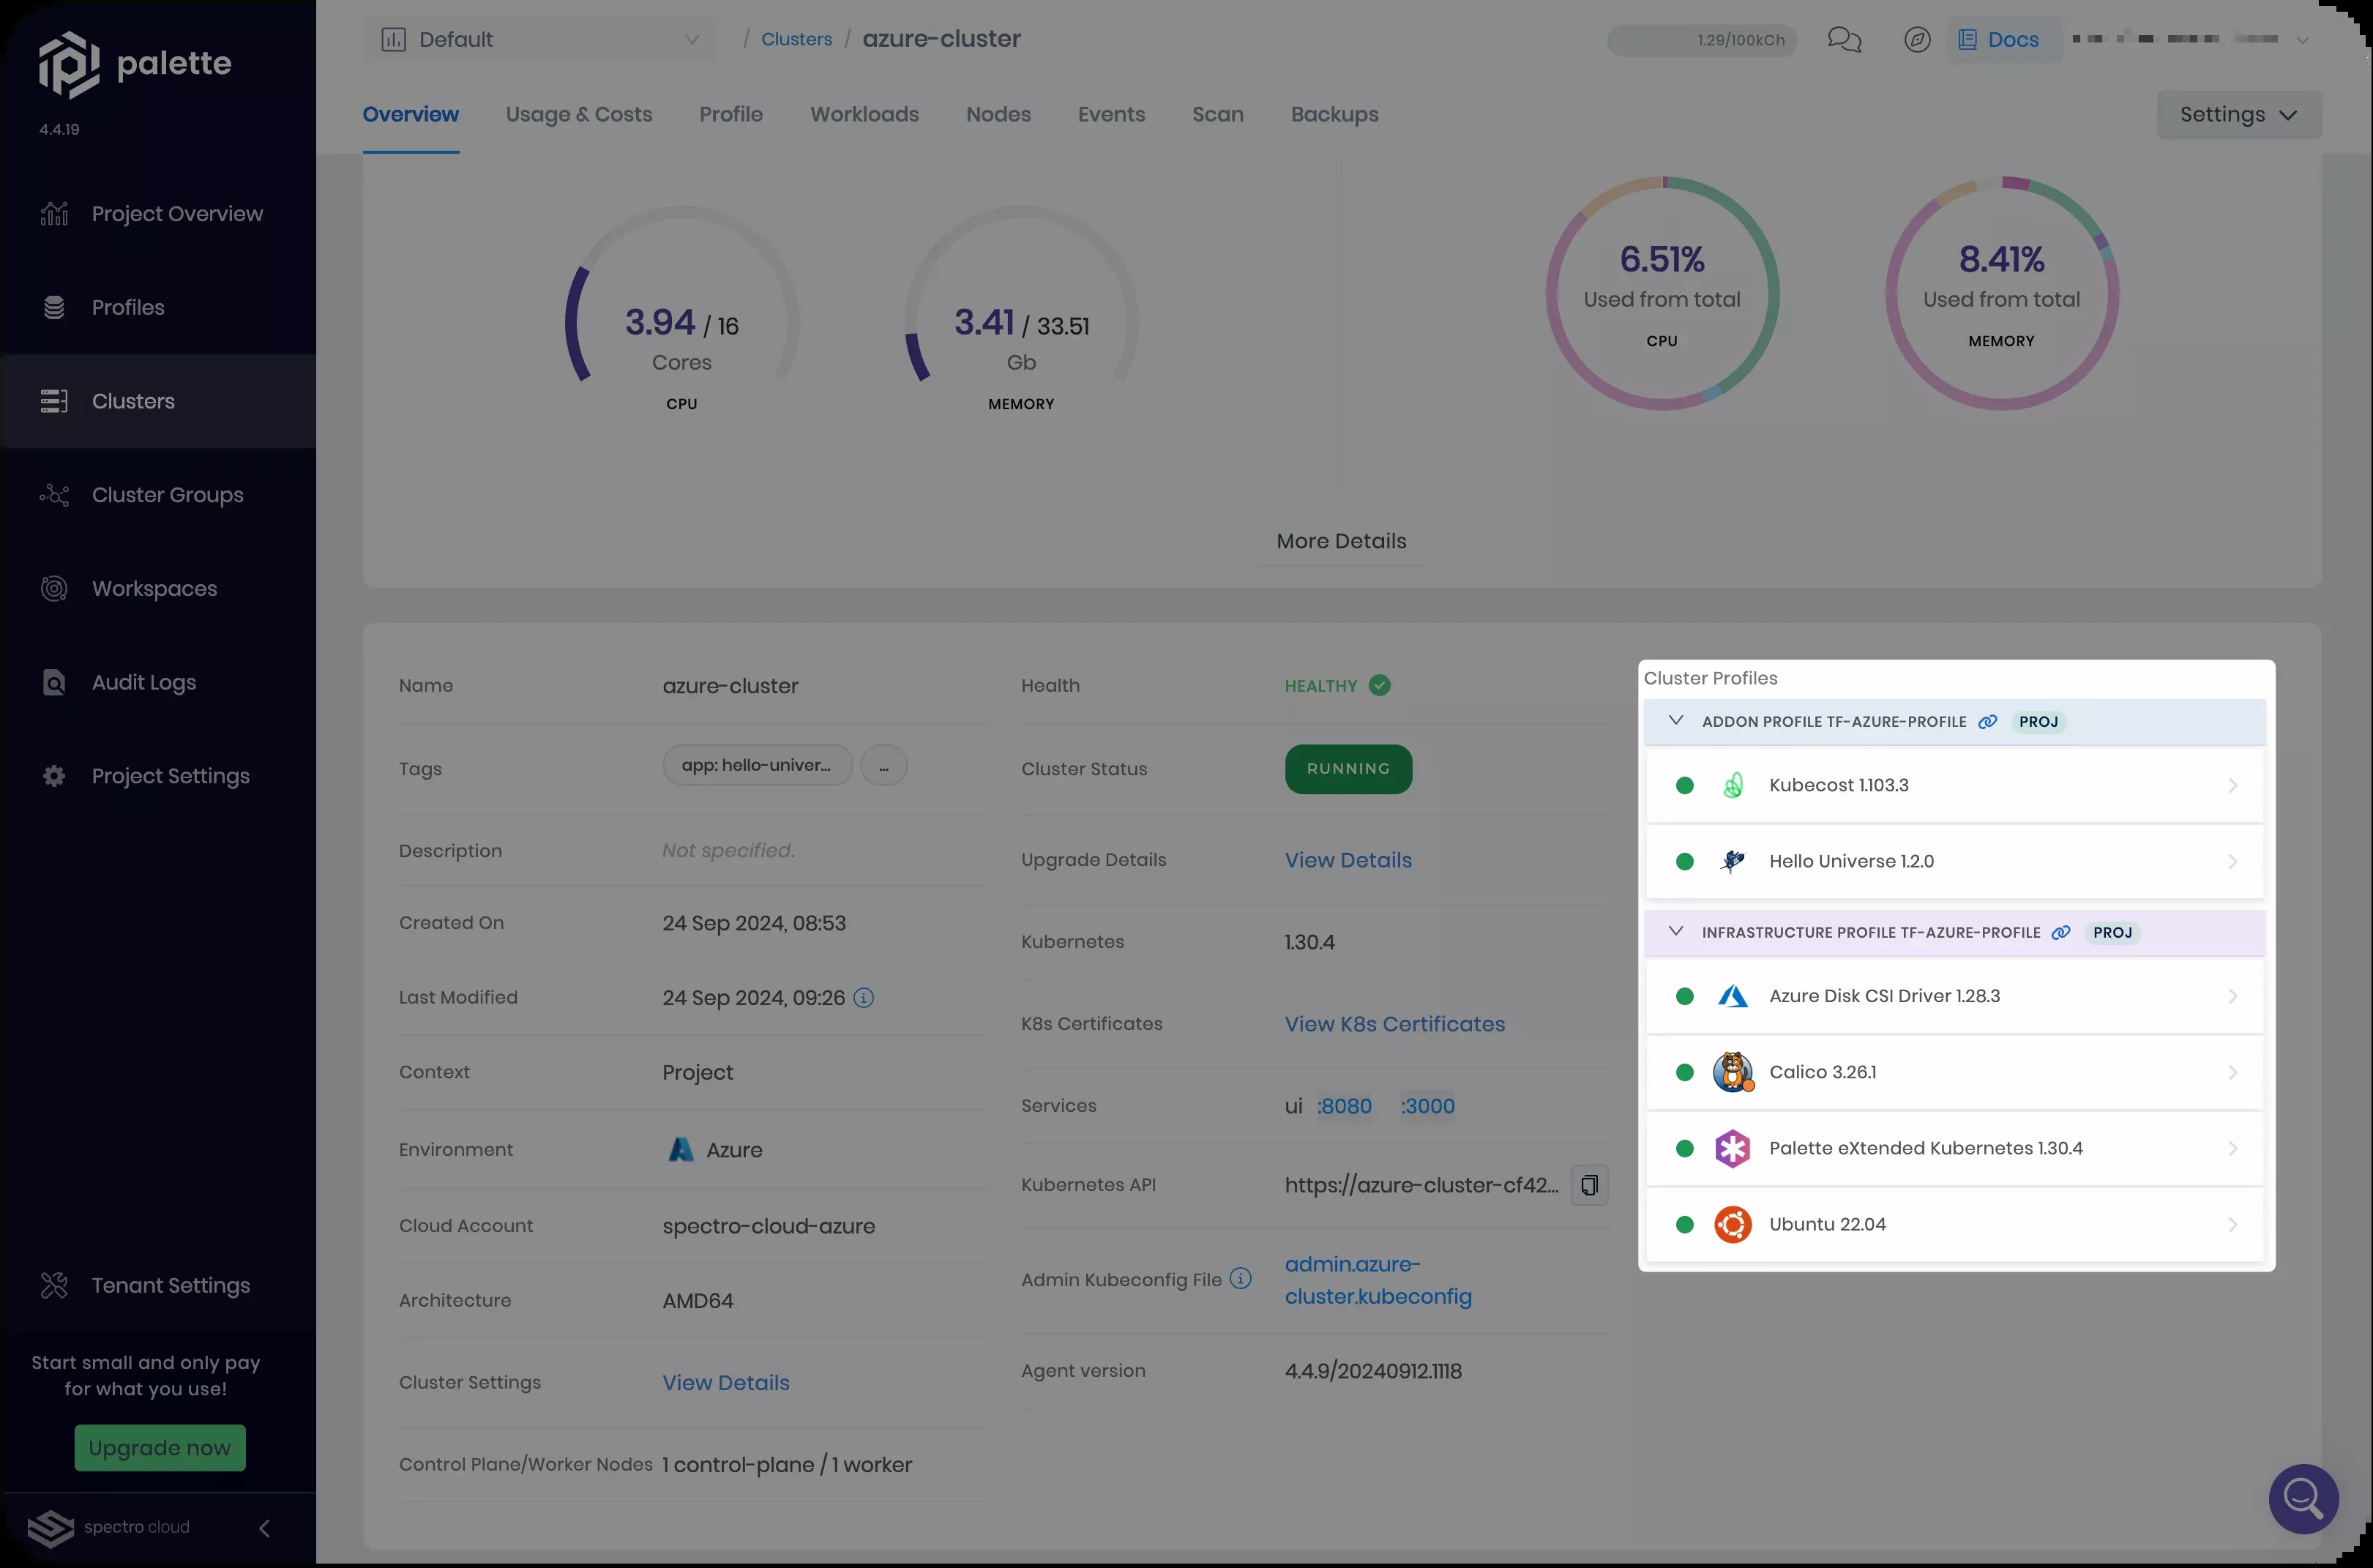 palette
4.4.19
Project Overview
Profiles
Clusters
Cluster Groups
Workspaces
Audit Logs
Project Settings
Tenant Settings
Start small and only pay
for what you use!
Upgrade now
spectro cloud
Default
/ Clusters / azure-cluster
1.29/100kCh
Docs
Overview
Usage & Costs
Profile
Workloads
Nodes
Events
Scan
Backups
Settings
3.94 / 16
Cores
CPU
3.41 / 33.51
Gb
MEMORY
6.51%
Used from total
CPU
8.41%
Used from total
MEMORY
More Details
Name azure-cluster
Tags app: hello-univer... ...
Description Not specified.
Created On 24 Sep 2024, 08:53
Last Modified 24 Sep 2024, 09:26
Context Project
Environment Azure
Cloud Account spectro-cloud-azure
Architecture AMD64
Cluster Settings View Details
Control Plane/Worker Nodes 1 control-plane / 1 worker
Health HEALTHY
Cluster Status RUNNING
Upgrade Details View Details
Kubernetes 1.30.4
K8s Certificates View K8s Certificates
Services ui :8080 :3000
Kubernetes API https://azure-cluster-cf42...
Admin Kubeconfig File admin.azure-
cluster.kubeconfig
Agent version 4.4.9/20240912.1118
Cluster Profiles
ADDON PROFILE TF-AZURE-PROFILE PROJ
Kubecost 1.103.3
Hello Universe 1.2.0
INFRASTRUCTURE PROFILE TF-AZURE-PROFILE PROJ
Azure Disk CSI Driver 1.28.3
Calico 3.26.1
Palette eXtended Kubernetes 1.30.4
Ubuntu 22.04